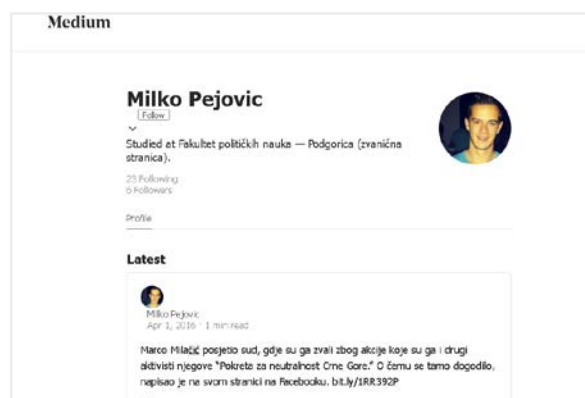 Medium
Milko Pejovic
Follow
Studied at Fakultet političkih nauka — Podgorica (zvanična
stranica).
23 Following
6 Followers
Profile
Latest
Milko Pejovic
Apr 1, 2016 · 1 min read
Marco Milačić posjetio sud, gdje su ga zvali zbog akcije koje su ga i drugi
aktivisti njegove "Pokreta za neutralnost Crne Gore." O čemu se tamo dogodilo,
napisao je na svom stranici na Facebooku. bit.ly/1RR392P